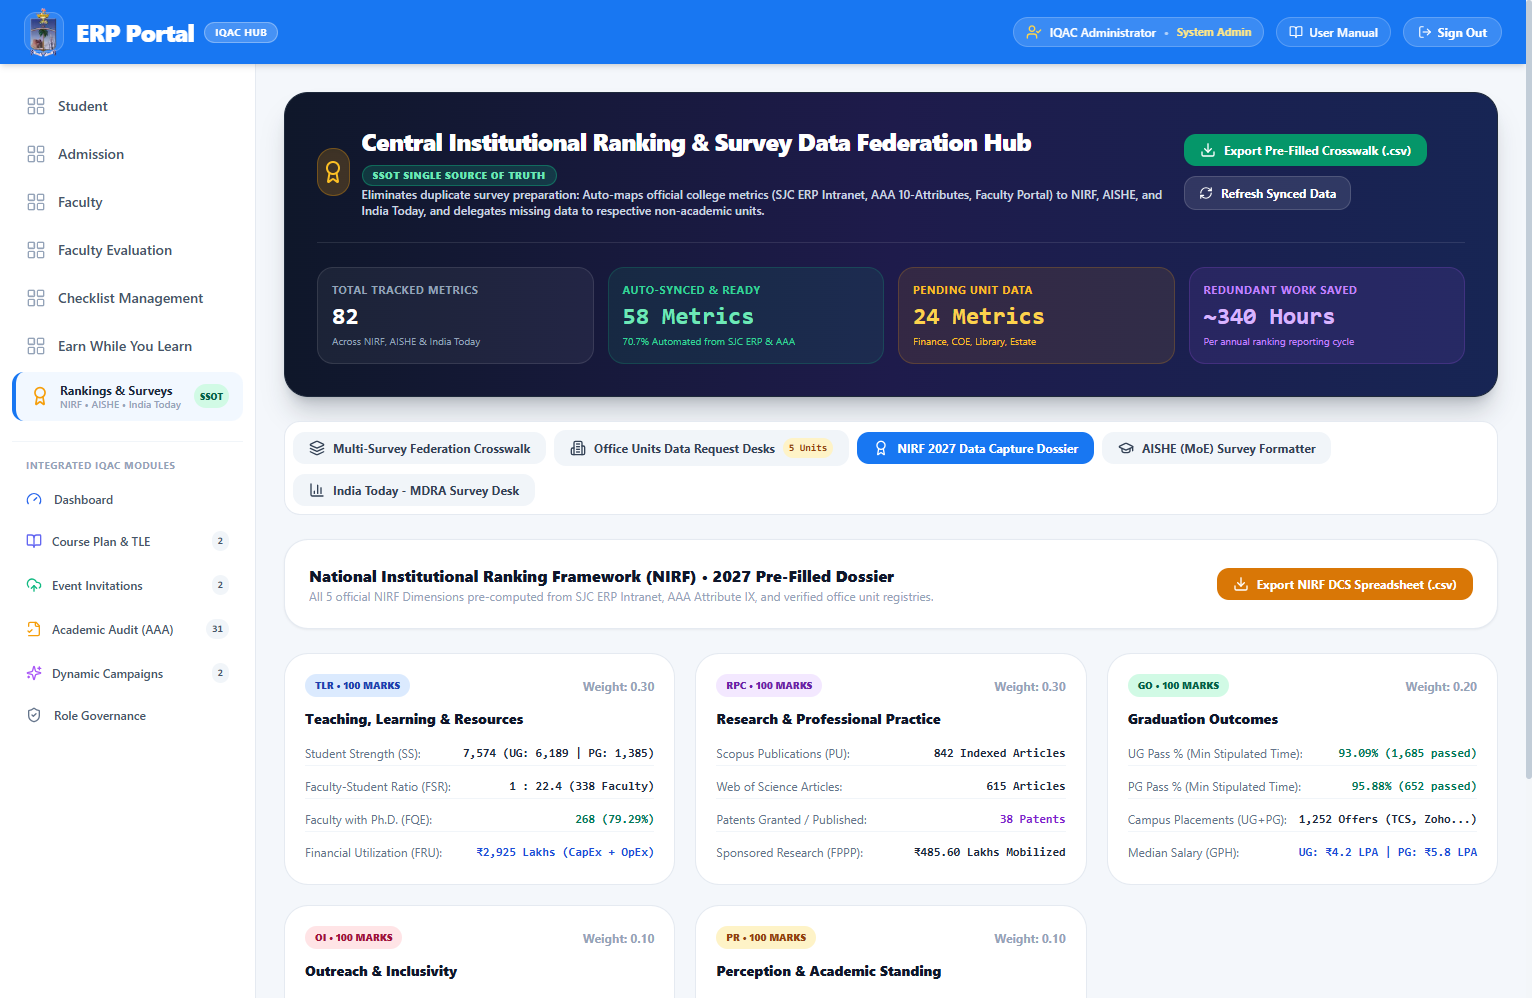 ERP Portal
IQAC HUB
IQAC Administrator • System Admin
User Manual
Sign Out
Student
Admission
Faculty
Faculty Evaluation
Checklist Management
Earn While You Learn
Rankings & Surveys
NIRF • AISHE • India Today
SSOT
INTEGRATED IQAC MODULES
Dashboard
Course Plan & TLE
2
Event Invitations
2
Academic Audit (AAA)
31
Dynamic Campaigns
2
Role Governance
Central Institutional Ranking & Survey Data Federation Hub
SSOT SINGLE SOURCE OF TRUTH
Eliminates duplicate survey preparation: Auto-maps official college metrics (SJC ERP Intranet, AAA 10-Attributes, Faculty Portal) to NIRF, AISHE, and
India Today, and delegates missing data to respective non-academic units.
Export Pre-Filled Crosswalk (.csv)
Refresh Synced Data
TOTAL TRACKED METRICS
82
Across NIRF, AISHE & India Today
AUTO-SYNCED & READY
58 Metrics
70.7% Automated from SJC ERP & AAA
PENDING UNIT DATA
24 Metrics
Finance, COE, Library, Estate
REDUNDANT WORK SAVED
~340 Hours
Per annual ranking reporting cycle
Multi-Survey Federation Crosswalk
Office Units Data Request Desks
5 Units
NIRF 2027 Data Capture Dossier
AISHE (MoE) Survey Formatter
India Today - MDRA Survey Desk
National Institutional Ranking Framework (NIRF) • 2027 Pre-Filled Dossier
All 5 official NIRF Dimensions pre-computed from SJC ERP Intranet, AAA Attribute IX, and verified office unit registries.
Export NIRF DCS Spreadsheet (.csv)
TLR • 100 MARKS
Weight: 0.30
Teaching, Learning & Resources
Student Strength (SS): 7,574 (UG: 6,189 | PG: 1,385)
Faculty-Student Ratio (FSR): 1 : 22.4 (338 Faculty)
Faculty with Ph.D. (FQE): 268 (79.29%)
Financial Utilization (FRU): ₹2,925 Lakhs (CapEx + OpEx)
RPC • 100 MARKS
Weight: 0.30
Research & Professional Practice
Scopus Publications (PU): 842 Indexed Articles
Web of Science Articles: 615 Articles
Patents Granted / Published: 38 Patents
Sponsored Research (FPPP): ₹485.60 Lakhs Mobilized
GO • 100 MARKS
Weight: 0.20
Graduation Outcomes
UG Pass % (Min Stipulated Time): 93.09% (1,685 passed)
PG Pass % (Min Stipulated Time): 95.88% (652 passed)
Campus Placements (UG+PG): 1,252 Offers (TCS, Zoho...)
Median Salary (GPH): UG: ₹4.2 LPA | PG: ₹5.8 LPA
OI • 100 MARKS
Weight: 0.10
Outreach & Inclusivity
PR • 100 MARKS
Weight: 0.10
Perception & Academic Standing